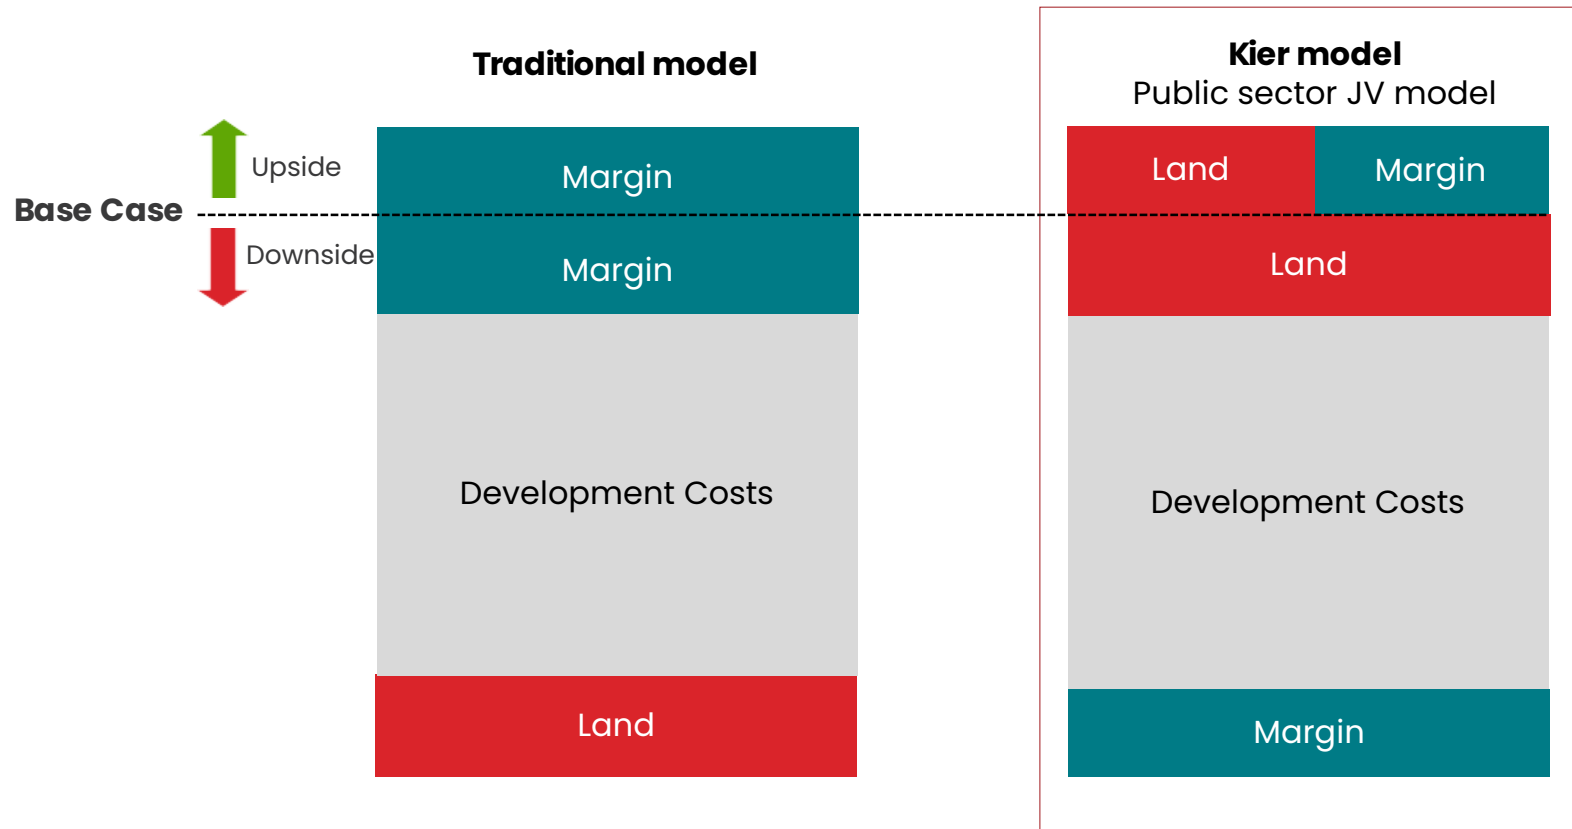 Traditional model
Kier model
Public sector JV model
Upside
Base Case
Downside
Margin
Margin
Development Costs
Land
Land
Margin
Land
Development Costs
Margin